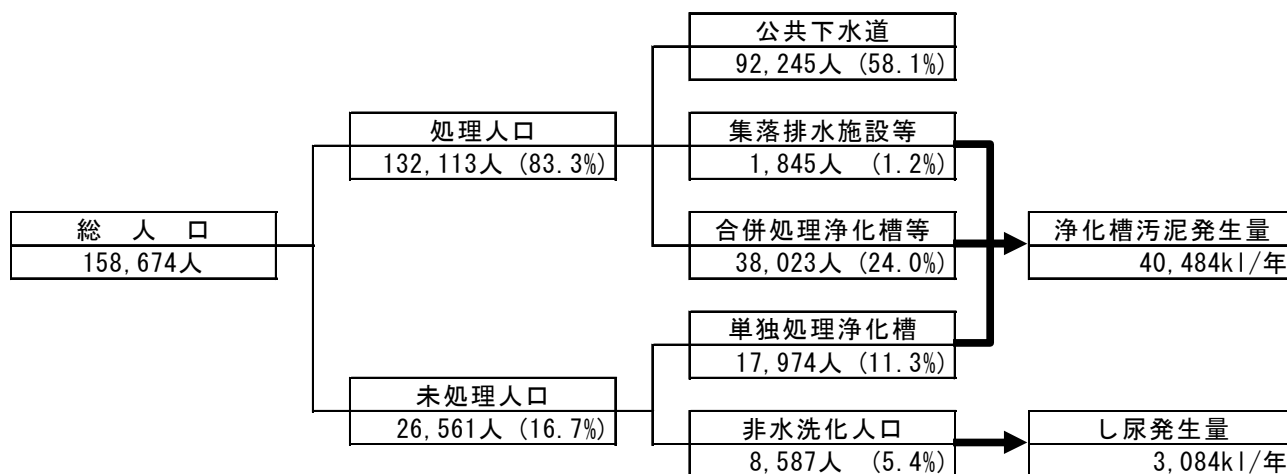 総 人 口
158,674人
処理人口
132,113人 (83.3%)
未処理人口
26,561人 (16.7%)
公共下水道
92,245人 (58.1%)
集落排水施設等
1,845人 (1.2%)
合併処理浄化槽等
38,023人 (24.0%)
単独処理浄化槽
17,974人 (11.3%)
非水洗化人口
8,587人 (5.4%)
浄化槽汚泥発生量
40,484kl/年
し尿発生量
3,084kl/年